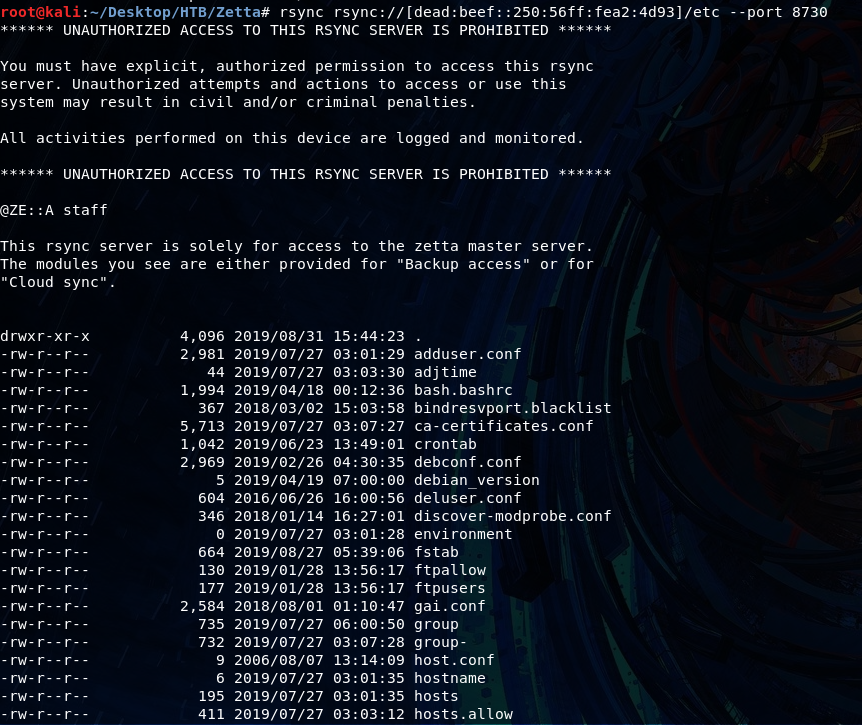 root@kali:~/Desktop/HTB/Zetta# rsync rsync://[dead:beef::250:56ff:fea2:4d93]/etc --port 8730
****** UNAUTHORIZED ACCESS TO THIS RSYNC SERVER IS PROHIBITED ******
You must have explicit, authorized permission to access this rsync
server. Unauthorized attempts and actions to access or use this
system may result in civil and/or criminal penalties.
All activities performed on this device are logged and monitored.
****** UNAUTHORIZED ACCESS TO THIS RSYNC SERVER IS PROHIBITED ******
@ZE::A staff
This rsync server is solely for access to the zetta master server.
The modules you see are either provided for "Backup access" or for
"Cloud sync".
drwxr-xr-x          4,096 2019/08/31 15:44:23 .
-rw-r--r--          2,981 2019/07/27 03:01:29 adduser.conf
-rw-r--r--             44 2019/07/27 03:03:30 adjtime
-rw-r--r--          1,994 2019/04/18 00:12:36 bash.bashrc
-rw-r--r--            367 2018/03/02 15:03:58 bindresvport.blacklist
-rw-r--r--          5,713 2019/07/27 03:07:27 ca-certificates.conf
-rw-r--r--          1,042 2019/06/23 13:49:01 crontab
-rw-r--r--          2,969 2019/02/26 04:30:35 debconf.conf
-rw-r--r--              5 2019/04/19 07:00:00 debian_version
-rw-r--r--            604 2016/06/26 16:00:56 deluser.conf
-rw-r--r--            346 2018/01/14 16:27:01 discover-modprobe.conf
-rw-r--r--              0 2019/07/27 03:01:28 environment
-rw-r--r--            664 2019/08/27 05:39:06 fstab
-rw-r--r--            130 2019/01/28 13:56:17 ftpallow
-rw-r--r--            177 2019/01/28 13:56:17 ftpusers
-rw-r--r--          2,584 2018/08/01 01:10:47 gai.conf
-rw-r--r--            735 2019/07/27 06:00:50 group
-rw-r--r--            732 2019/07/27 03:07:28 group-
-rw-r--r--              9 2006/08/07 13:14:09 host.conf
-rw-r--r--              6 2019/07/27 03:01:35 hostname
-rw-r--r--            195 2019/07/27 03:01:35 hosts
-rw-r--r--            411 2019/07/27 03:03:12 hosts.allow